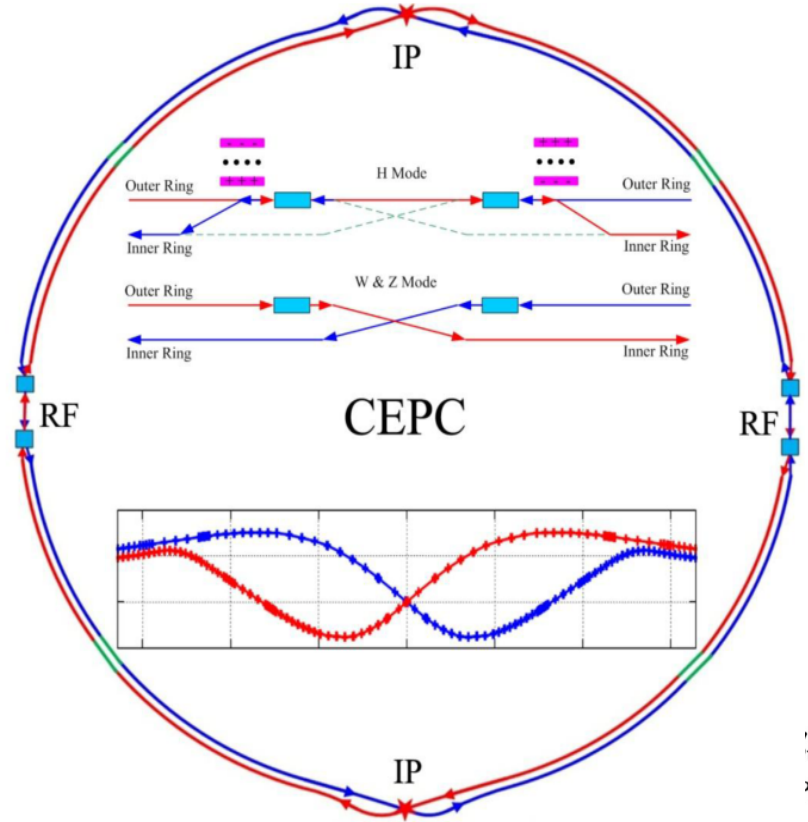 IP
- - -
+++
H Mode
+++
- - -
Outer Ring
Outer Ring
Inner Ring
Inner Ring
W & Z Mode
Outer Ring
Outer Ring
Inner Ring
Inner Ring
RF
CEPC
RF
IP